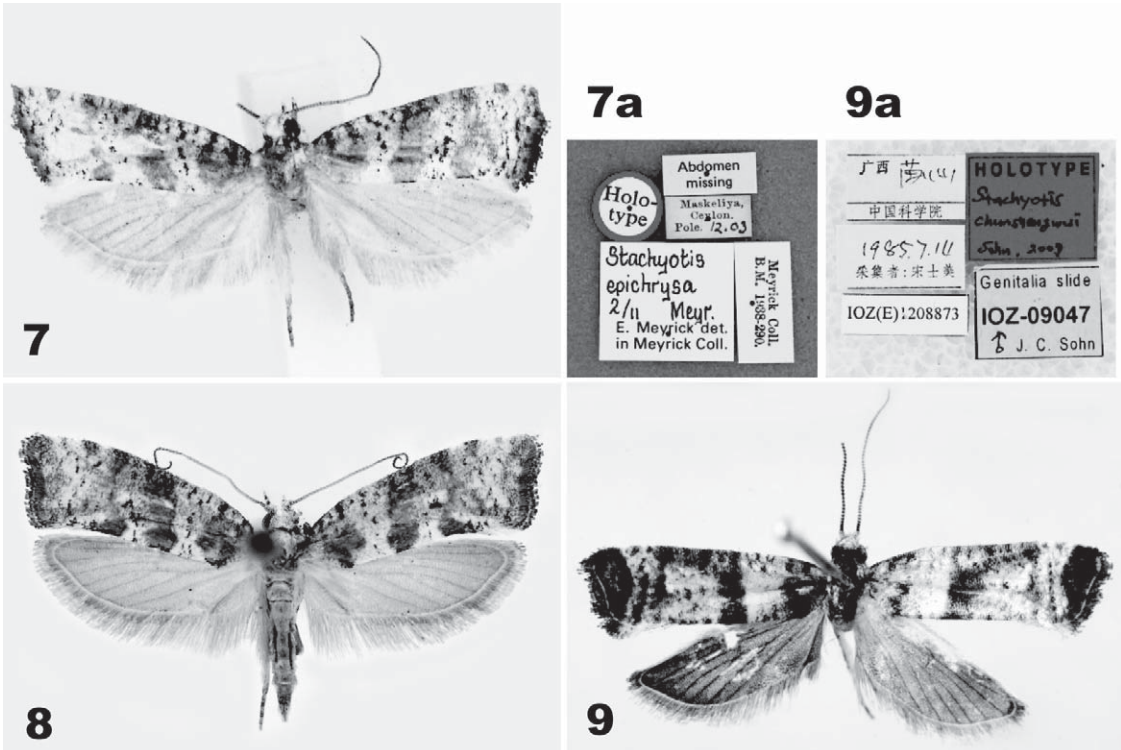 7
7a
Abdomen
missing
Holo-
type
Maskeliya,
Ceylon.
Pole. 12.03
Stachyotis
epichrysa
2/11 Meyr.
E. Meyrick det.
in Meyrick Coll.
Meyrick Coll.
B.M. 1938-290.
9a
广西
中国科学院
1985.7.
采集者:宋士美
IOZ(E)1208873
HOLOTYPE
Stachyotis
Sohn, 2009
Genitalia slide
IOZ-09047
J. C. Sohn
8
9